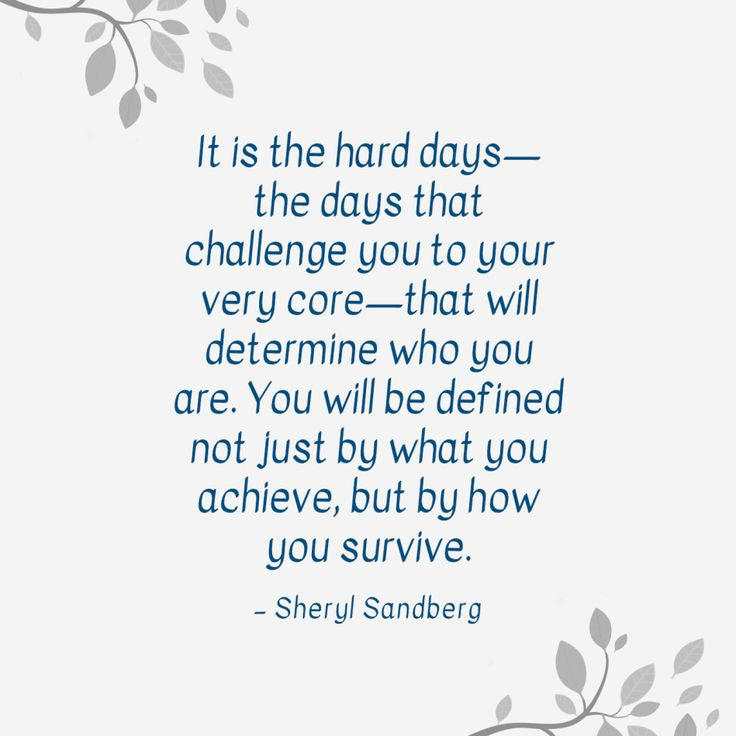 It is the hard days—
the days that
challenge you to your
very core—that will
determine who you
are. You will be defined
not just by what you
achieve, but by how
you survive.
– Sheryl Sandberg